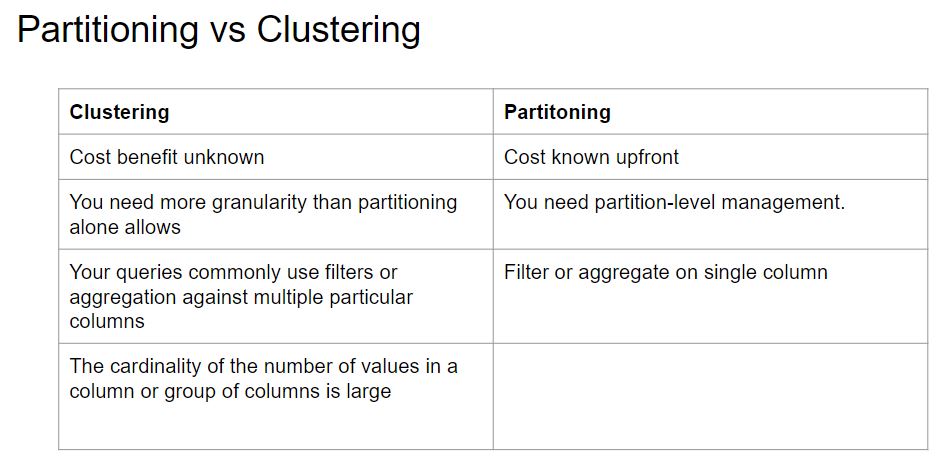 Partitioning vs Clustering
Clustering
Partitoning
Cost benefit unknown
Cost known upfront
You need more granularity than partitioning
alone allows
You need partition-level management.
Your queries commonly use filters or
aggregation against multiple particular
columns
Filter or aggregate on single column
The cardinality of the number of values in a
column or group of columns is large